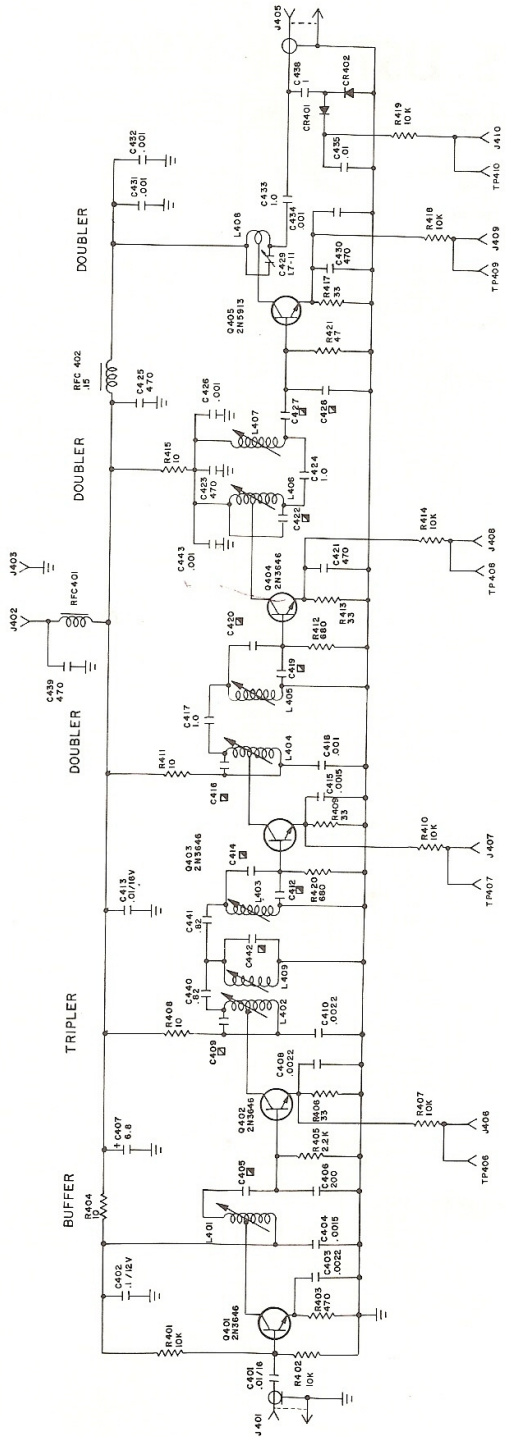 BUFFER
TRIPLER
DOUBLER
DOUBLER
DOUBLER
J401
C401
.01/16
R401
10K
R402
10K
C402
.1/12V
Q401
2N3646
R403
470
C403
.0022
C404
.0015
R404
10
L401
C405
C406
200
R405
2.2K
C407
6.8
+
Q402
2N3646
R406
33
C408
.0022
R407
10K
TP406
J406
R408
10
C409
C410
.0022
L402
C440
.82
L409
C442
C441
.82
L403
C413
.01/16V
C414
C412
R420
680
Q403
2N3646
R409
33
C415
.0015
R410
10K
TP407
J407
R411
10
C416
C418
.001
L404
C417
1.0
L405
C439
470
J402
J403
RFC401
C420
C419
R412
680
Q404
2N3646
R413
33
C421
470
R414
10K
TP408
J408
C443
.001
R415
10
C423
470
C422
L406
C424
1.0
L407
C426
.001
C425
470
RFC 402
.15
C427
C428
R421
47
Q405
2N5913
R417
33
C430
470
C434
.001
R418
10K
TP409
J409
L408
C429
1.7-11
C433
1.0
C431
.001
C432
.001
C438
1
CR401
CR402
C435
.01
R419
10K
TP410
J410
J405